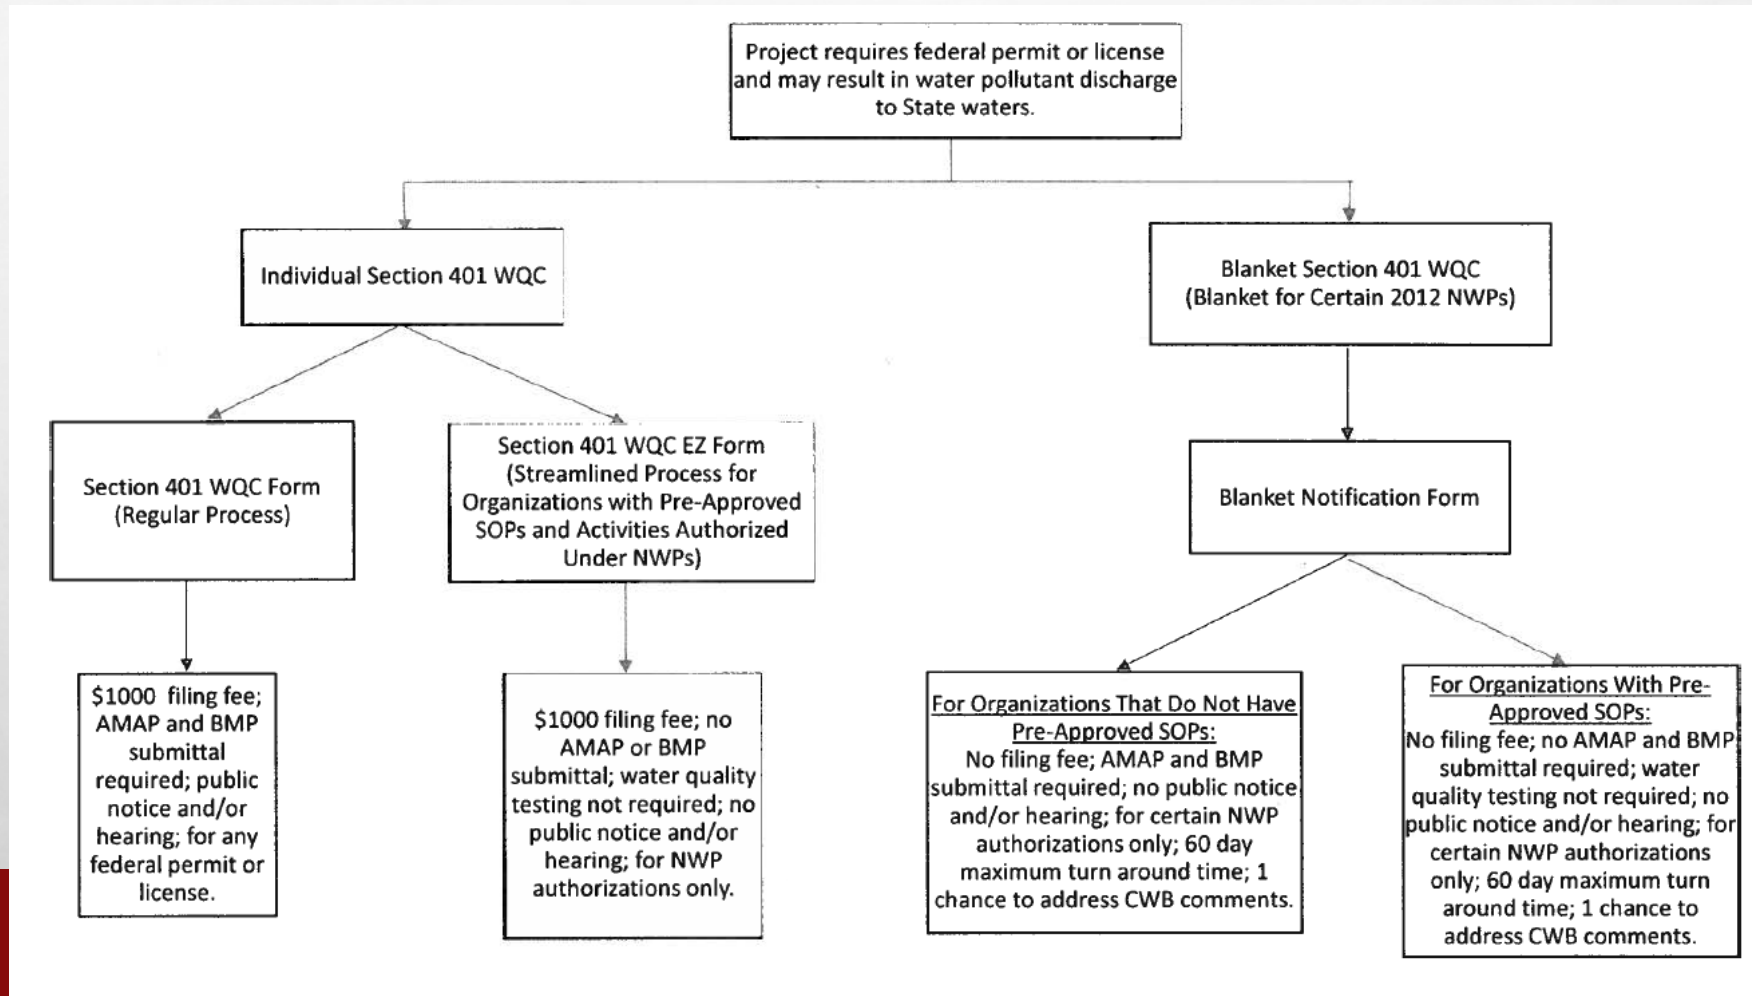 Project requires federal permit or license
and may result in water pollutant discharge
to State waters.
Individual Section 401 WQC
Blanket Section 401 WQC
(Blanket for Certain 2012 NWPs)
Section 401 WQC Form
(Regular Process)
Section 401 WQC EZ Form
(Streamlined Process for
Organizations with Pre-Approved
SOPs and Activities Authorized
Under NWPs)
Blanket Notification Form
$1000 filing fee;
AMAP and BMP
submittal
required; public
notice and/or
hearing; for any
federal permit or
license.
$1000 filing fee; no
AMAP or BMP
submittal; water quality
testing not required; no
public notice and/or
hearing; for NWP
authorizations only.
For Organizations That Do Not Have
Pre-Approved SOPs:
No filing fee; AMAP and BMP
submittal required; no public notice
and/or hearing; for certain NWP
authorizations only; 60 day
maximum turn around time; 1
chance to address CWB comments.
For Organizations With Pre-
Approved SOPs:
No filing fee; no AMAP and BMP
submittal required; water
quality testing not required; no
public notice and/or hearing; for
certain NWP authorizations
only; 60 day maximum turn
around time; 1 chance to
address CWB comments.